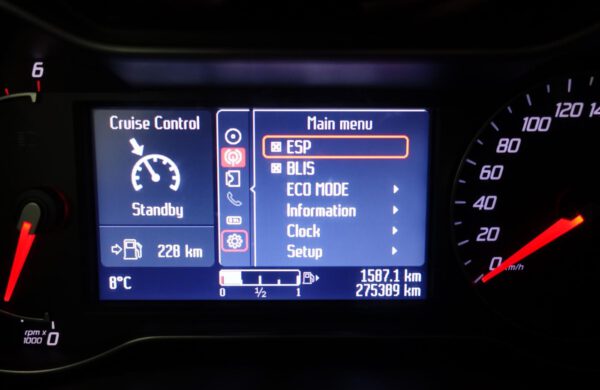 6
rpm x
1000
0
Cruise Control
Standby
228 km
8°C
Main menu
ESP
BLIS
ECO MODE
Information
Clock
Setup
0
½
1
1587.1 km
275389 km
0
20
40
60
80
100
120
14
km/h